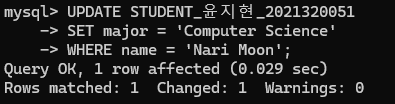 mysql> UPDATE STUDENT_윤지현_2021320051
    -> SET major = 'Computer Science'
    -> WHERE name = 'Nari Moon';
Query OK, 1 row affected (0.029 sec)
Rows matched: 1  Changed: 1  Warnings: 0